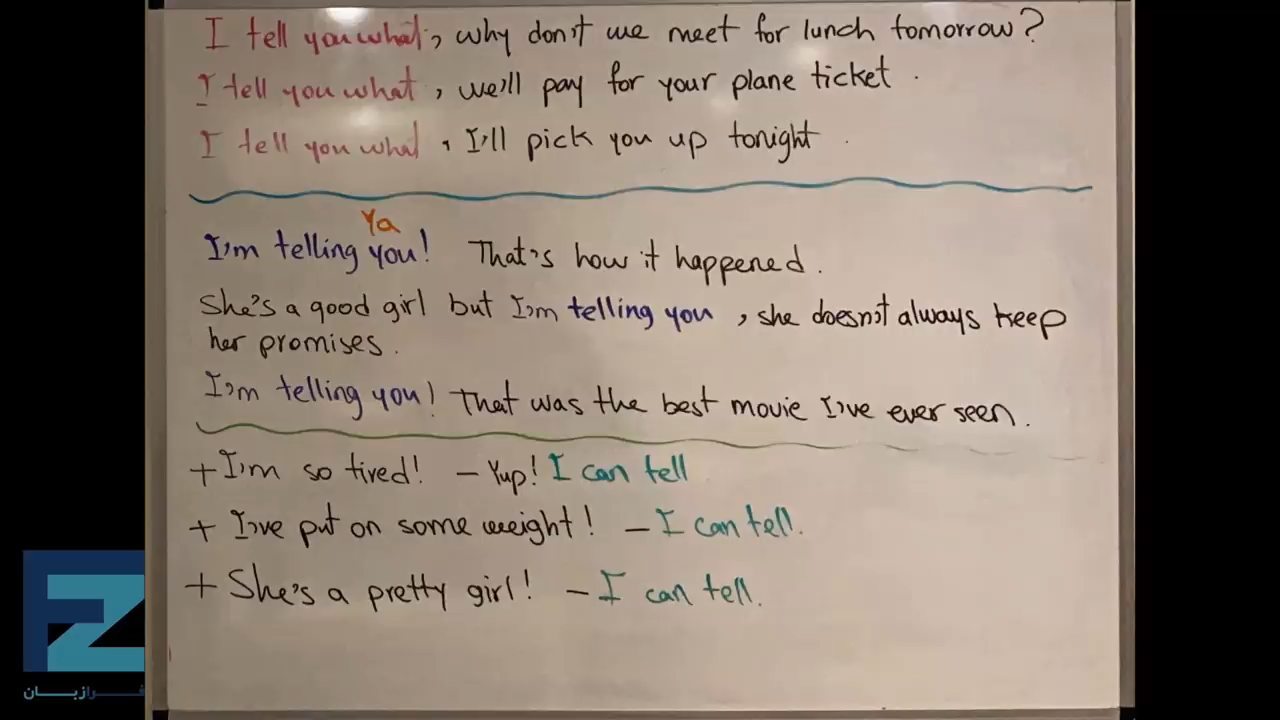 I tell you what, why don't we meet for lunch tomorrow?
I tell you what, we'll pay for your plane ticket.
I tell you what, I'll pick you up tonight.
Ya
I'm telling you! That's how it happened.
She's a good girl but I'm telling you, she doesn't always keep
her promises.
I'm telling you! That was the best movie I've ever seen.
+ I'm so tired! - Yup! I can tell
+ I've put on some weight! - I can tell.
+ She's a pretty girl! - I can tell.
FZ
فرازبان